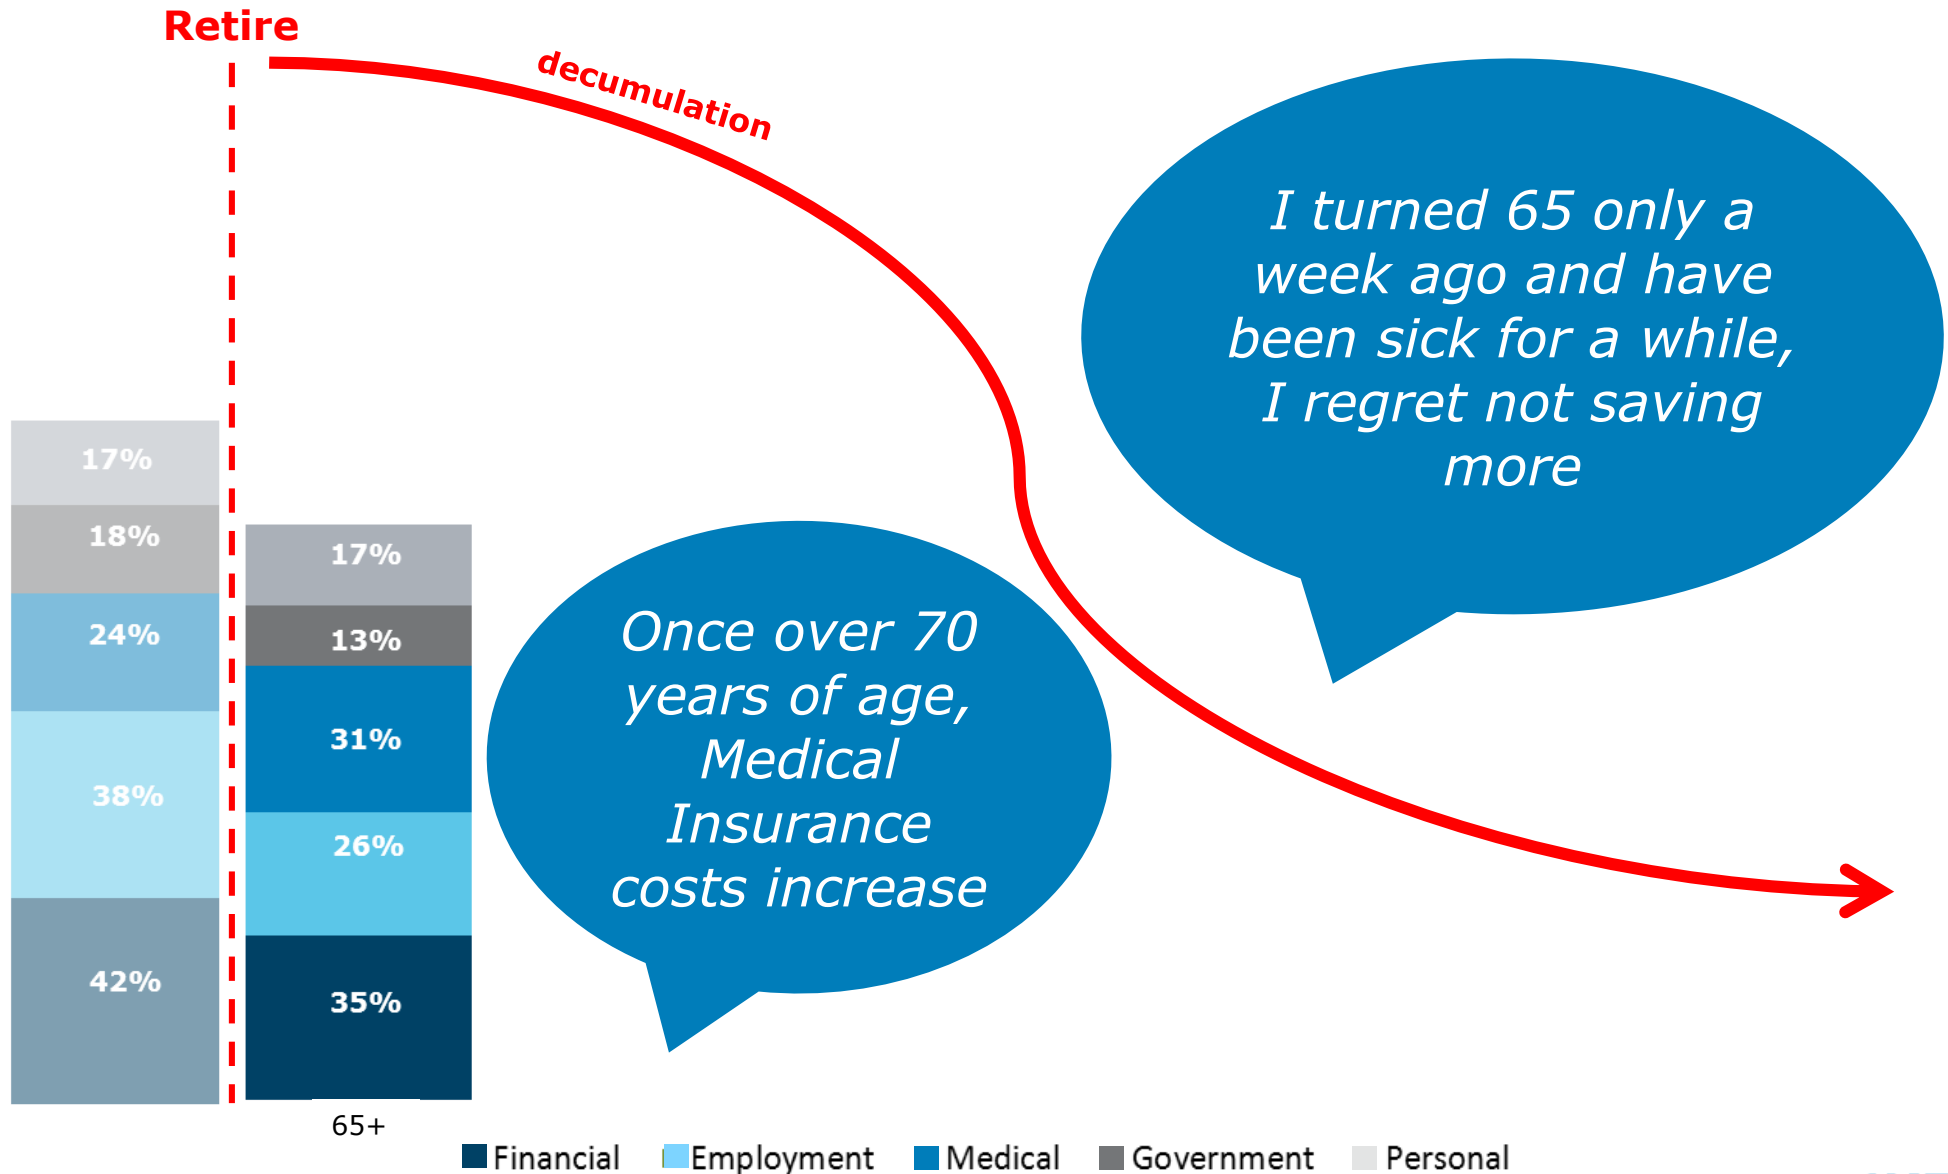 Retire
decumulation
I turned 65 only a
week ago and have
been sick for a while,
I regret not saving
more
17%
18%
24%
38%
42%
17%
13%
31%
26%
35%
Once over 70
years of age,
Medical
Insurance
costs increase
65+
Financial
Employment
Medical
Government
Personal